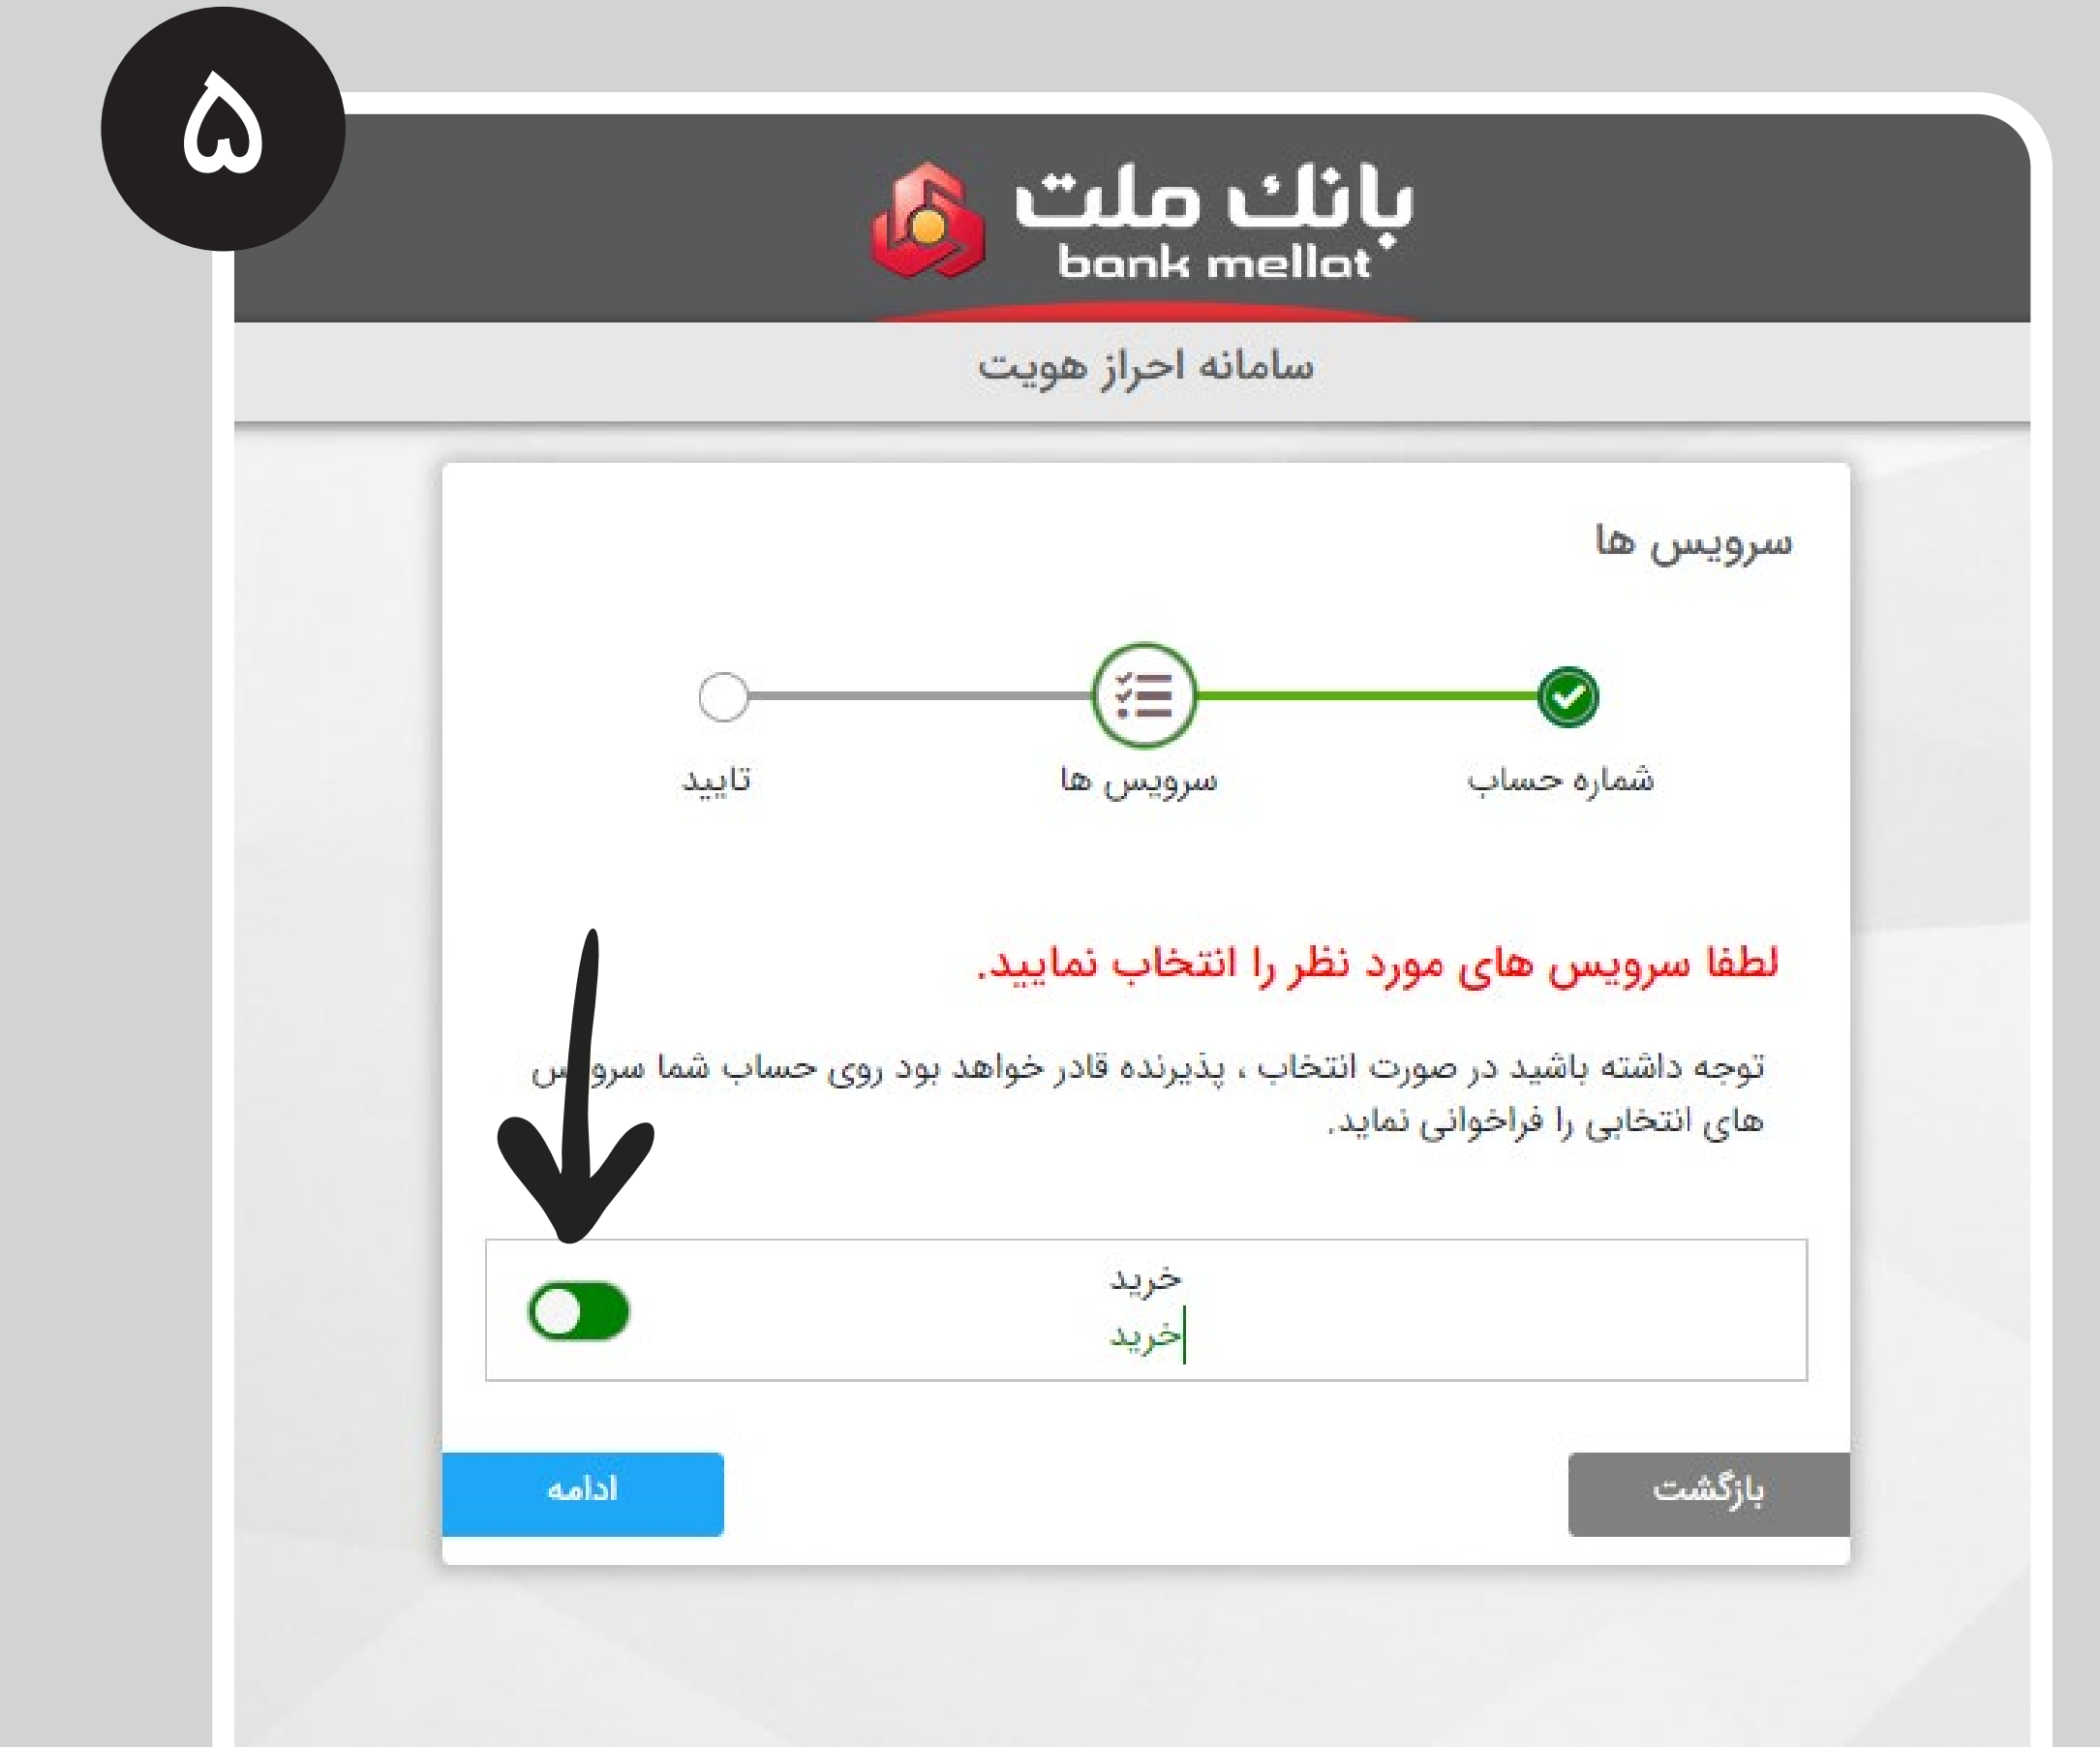 ۵
بانك ملت
bank mellat
سامانه احراز هویت
سرویس ها
شماره حساب
سرویس ها
تایید
لطفا سرویس های مورد نظر را انتخاب نمایید.
توجه داشته باشید در صورت انتخاب ، پذیرنده قادر خواهد بود روی حساب شما سرویس
های انتخابی را فراخوانی نماید.
خرید
خرید
بازگشت
ادامه